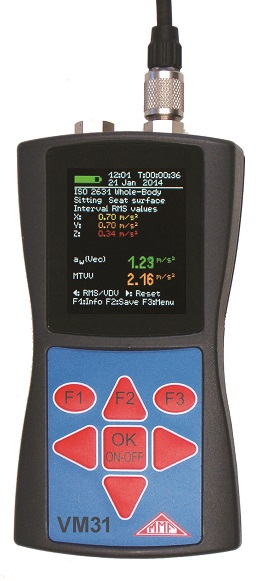 12:01 T:00:00:36
21 Jan 2014
ISO 2631 Whole-Body
Sitting Seat surface
Interval RMS values
X: 0.70 m/s²
Y: 0.70 m/s²
Z: 0.34 m/s²
aw(Vec) 1.23 m/s²
MTVV 2.16 m/s²
◀: RMS/VDV ▶: Reset
F1:Info F2:Save F3:Menu
F1 F2 F3
OK
ON-OFF
VM31
MMF